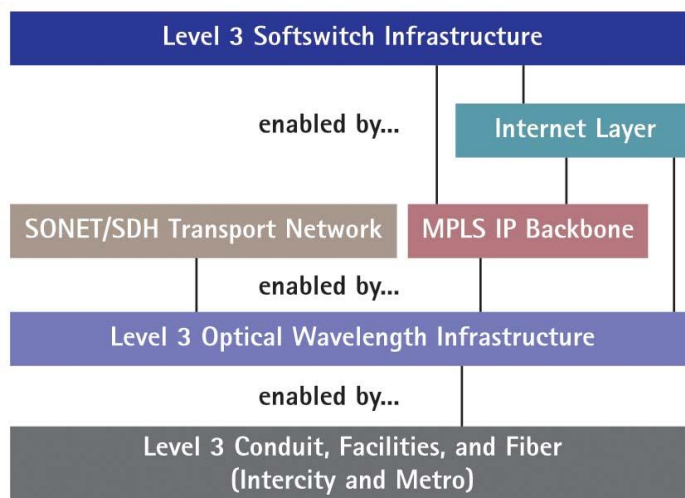 Level 3 Softswitch Infrastructure
enabled by...
Internet Layer
SONET/SDH Transport Network
MPLS IP Backbone
enabled by...
Level 3 Optical Wavelength Infrastructure
enabled by...
Level 3 Conduit, Facilities, and Fiber
(Intercity and Metro)